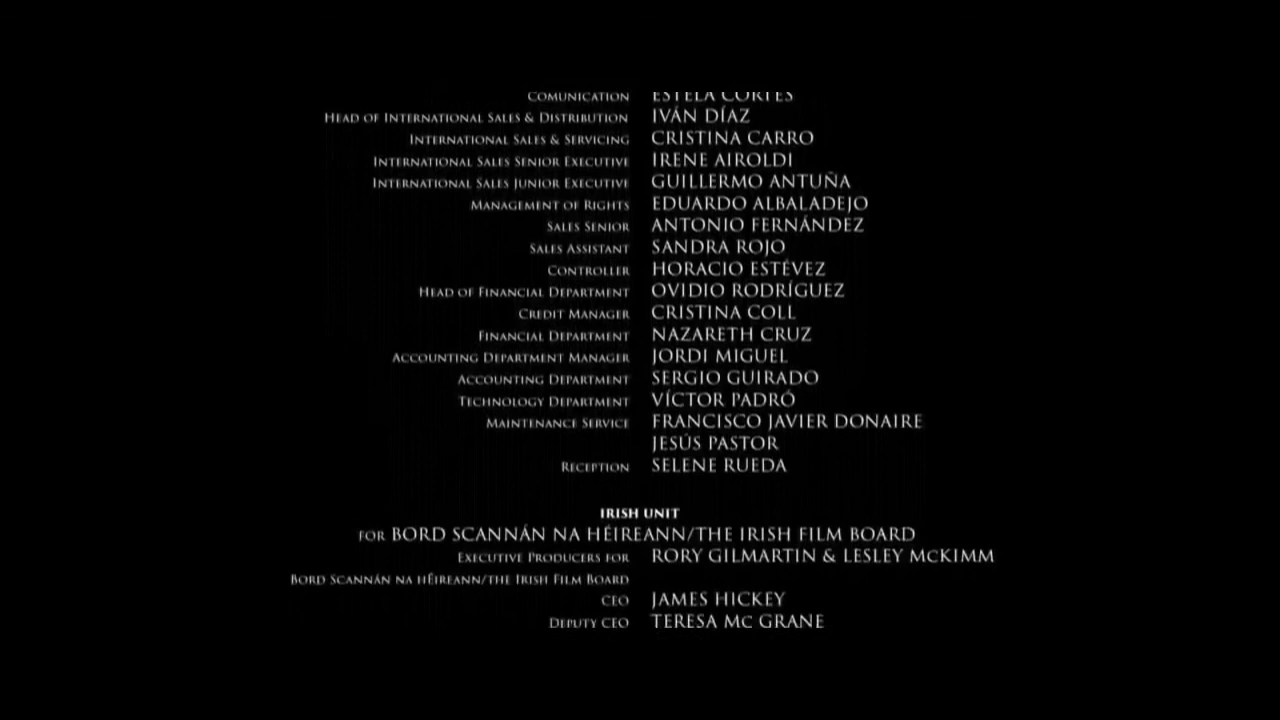 COMUNICATION ESTELA CORTES
HEAD OF INTERNATIONAL SALES & DISTRIBUTION IVÁN DÍAZ
INTERNATIONAL SALES & SERVICING CRISTINA CARRO
INTERNATIONAL SALES SENIOR EXECUTIVE IRENE AIROLDI
INTERNATIONAL SALES JUNIOR EXECUTIVE GUILLERMO ANTUÑA
MANAGEMENT OF RIGHTS EDUARDO ALBALADEJO
SALES SENIOR ANTONIO FERNÁNDEZ
SALES ASSISTANT SANDRA ROJO
CONTROLLER HORACIO ESTÉVEZ
HEAD OF FINANCIAL DEPARTMENT OVIDIO RODRÍGUEZ
CREDIT MANAGER CRISTINA COLL
FINANCIAL DEPARTMENT NAZARETH CRUZ
ACCOUNTING DEPARTMENT MANAGER JORDI MIGUEL
ACCOUNTING DEPARTMENT SERGIO GUIRADO
TECHNOLOGY DEPARTMENT VÍCTOR PADRÓ
MAINTENANCE SERVICE FRANCISCO JAVIER DONAIRE
JESÚS PASTOR
RECEPTION SELENE RUEDA
IRISH UNIT
FOR BORD SCANNÁN NA HÉIREANN/THE IRISH FILM BOARD
EXECUTIVE PRODUCERS FOR RORY GILMARTIN & LESLEY McKIMM
BORD SCANNÁN NA HÉIREANN/THE IRISH FILM BOARD
CEO JAMES HICKEY
DEPUTY CEO TERESA Mc GRANE